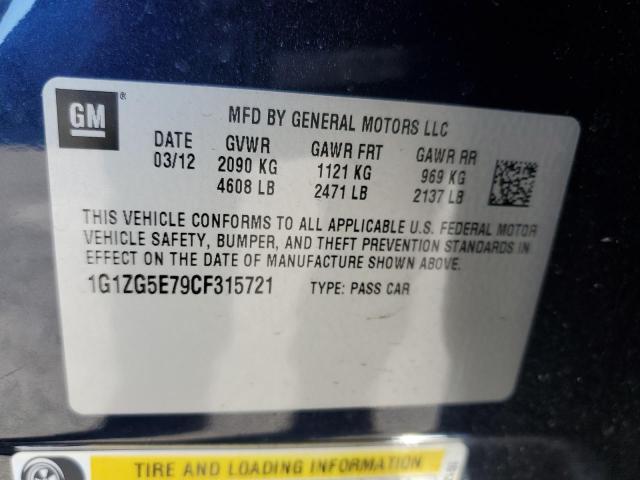 GM®
MFD BY GENERAL MOTORS LLC
DATE GVWR GAWR FRT GAWR RR
03/12 2090 KG 1121 KG 969 KG
4608 LB 2471 LB 2137 LB
THIS VEHICLE CONFORMS TO ALL APPLICABLE U.S. FEDERAL MOTOR
VEHICLE SAFETY, BUMPER, AND THEFT PREVENTION STANDARDS IN
EFFECT ON THE DATE OF MANUFACTURE SHOWN ABOVE.
1G1ZG5E79CF315721 TYPE: PASS CAR
TIRE AND LOADING INFORMATION